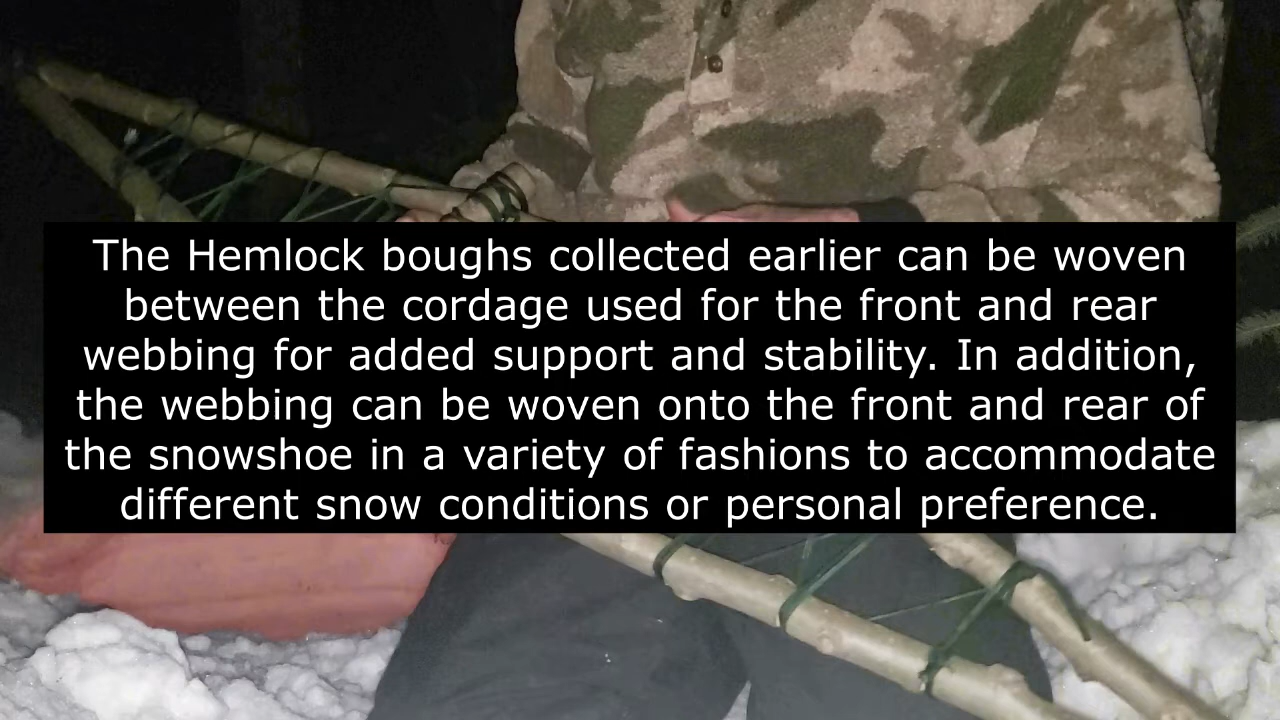 The Hemlock boughs collected earlier can be woven
between the cordage used for the front and rear
webbing for added support and stability. In addition,
the webbing can be woven onto the front and rear of
the snowshoe in a variety of fashions to accommodate
different snow conditions or personal preference.